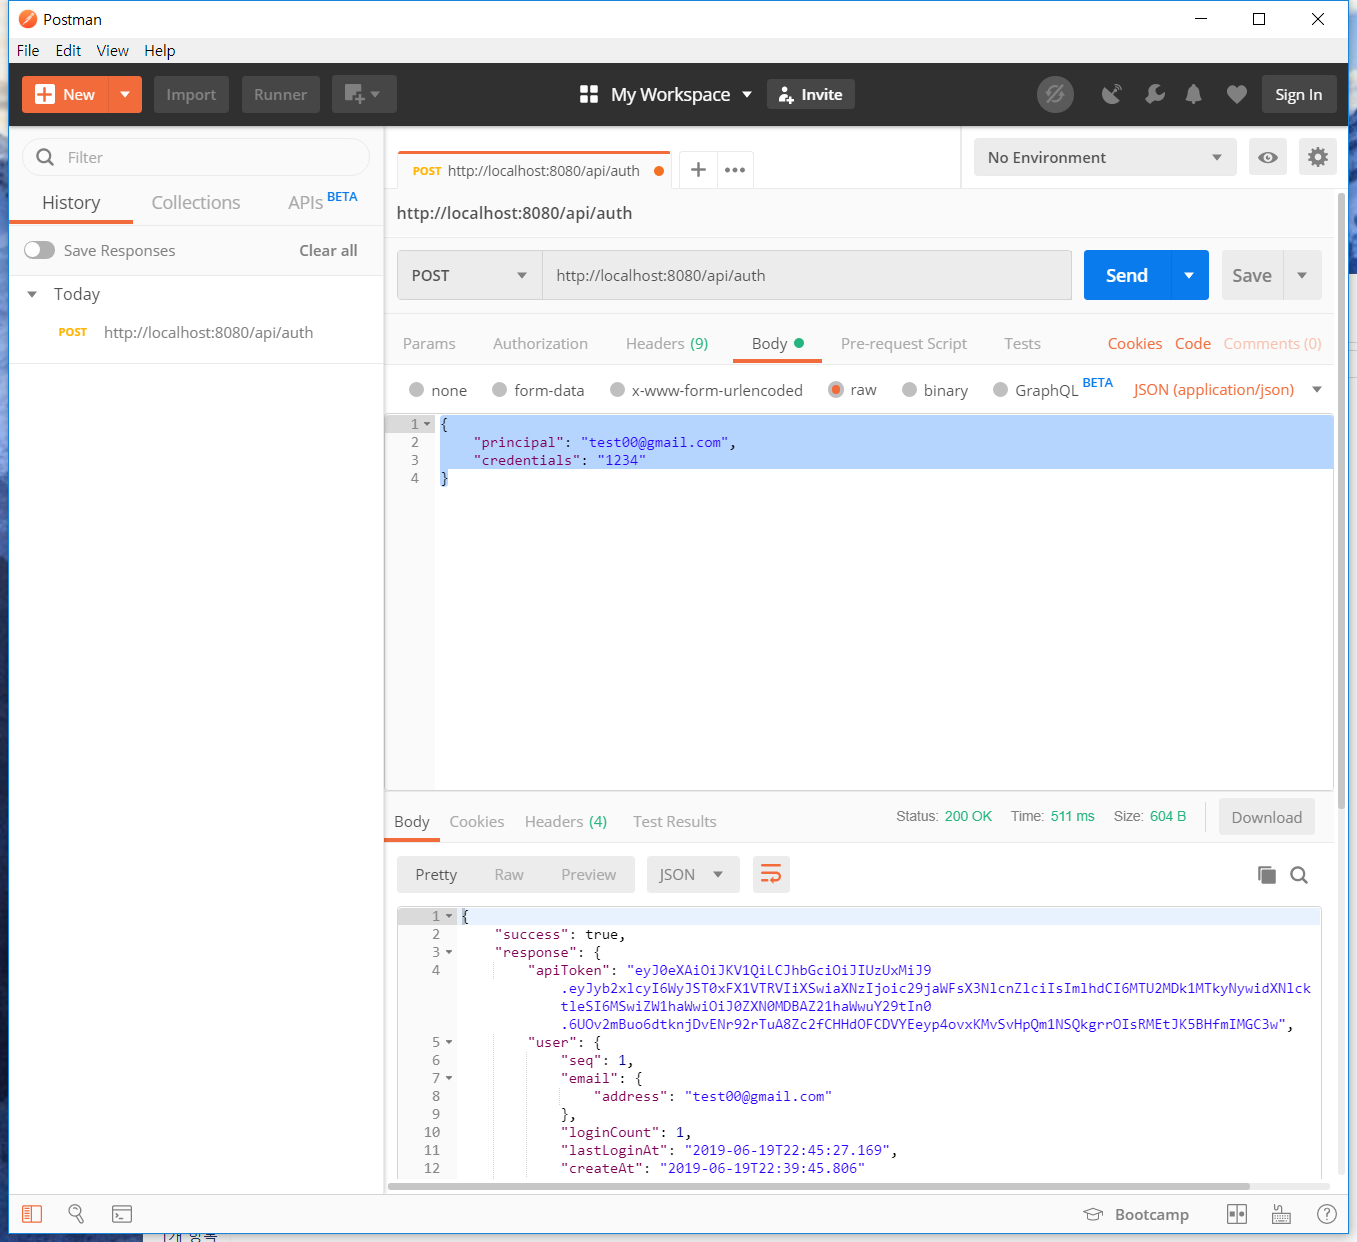 Postman
File Edit View Help
New Import Runner My Workspace Invite Sign In
Filter
History Collections APIs BETA
Save Responses Clear all
Today
POST http://localhost:8080/api/auth
POST http://localhost:8080/api/auth
No Environment
http://localhost:8080/api/auth
POST http://localhost:8080/api/auth Send Save
Params Authorization Headers (9) Body Pre-request Script Tests Cookies Code Comments (0)
none form-data x-www-form-urlencoded raw binary GraphQL BETA JSON (application/json)
1 {
2 "principal": "test00@gmail.com",
3 "credentials": "1234"
4 }
Body Cookies Headers (4) Test Results Status: 200 OK Time: 511 ms Size: 604 B Download
Pretty Raw Preview JSON
1 {
2 "success": true,
3 "response": {
4 "apiToken": "eyJ0eXAiOiJKV1QiLCJhbGciOiJIUzUxMiJ9
.eyJyb2xlcyI6WyJST0xFX1VTRVIiXSwiaXNzIjoic29jaWFsX3NlcnZlciIsImlhdCI6MTU2MDk1MTkyNywidXNlck
tleSI6MSwiZW1haWwiOiJ0ZXN0MDBAZ21haWwuY29tIn0
.6UOv2mBuo6dtknjDvENr92rTuA8Zc2fCHHdOFCDVYEeyp4ovxKMvSvHpQm1NSQkgrrOIsRMEtJK5BHfmIMGC3w",
5 "user": {
6 "seq": 1,
7 "email": {
8 "address": "test00@gmail.com"
9 },
10 "loginCount": 1,
11 "lastLoginAt": "2019-06-19T22:45:27.169",
12 "createAt": "2019-06-19T22:39:45.806"
Bootcamp